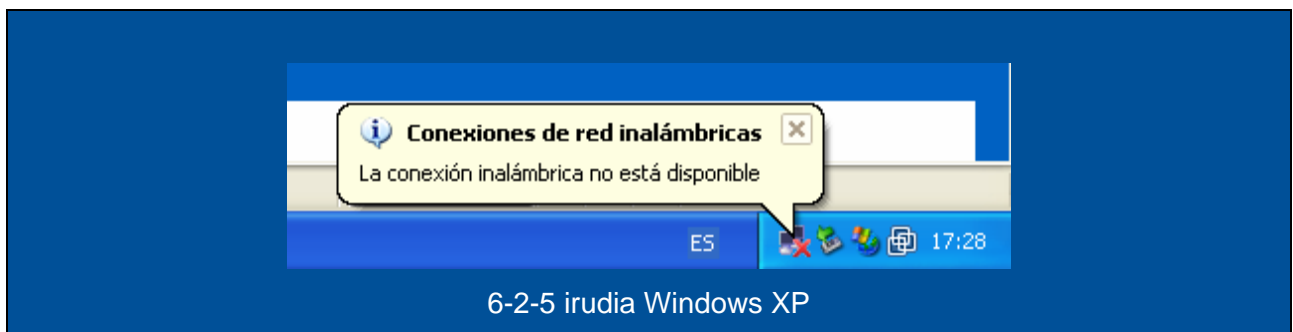 Conexiones de red inalámbricas
La conexión inalámbrica no está disponible
ES 17:28
6-2-5 irudia Windows XP